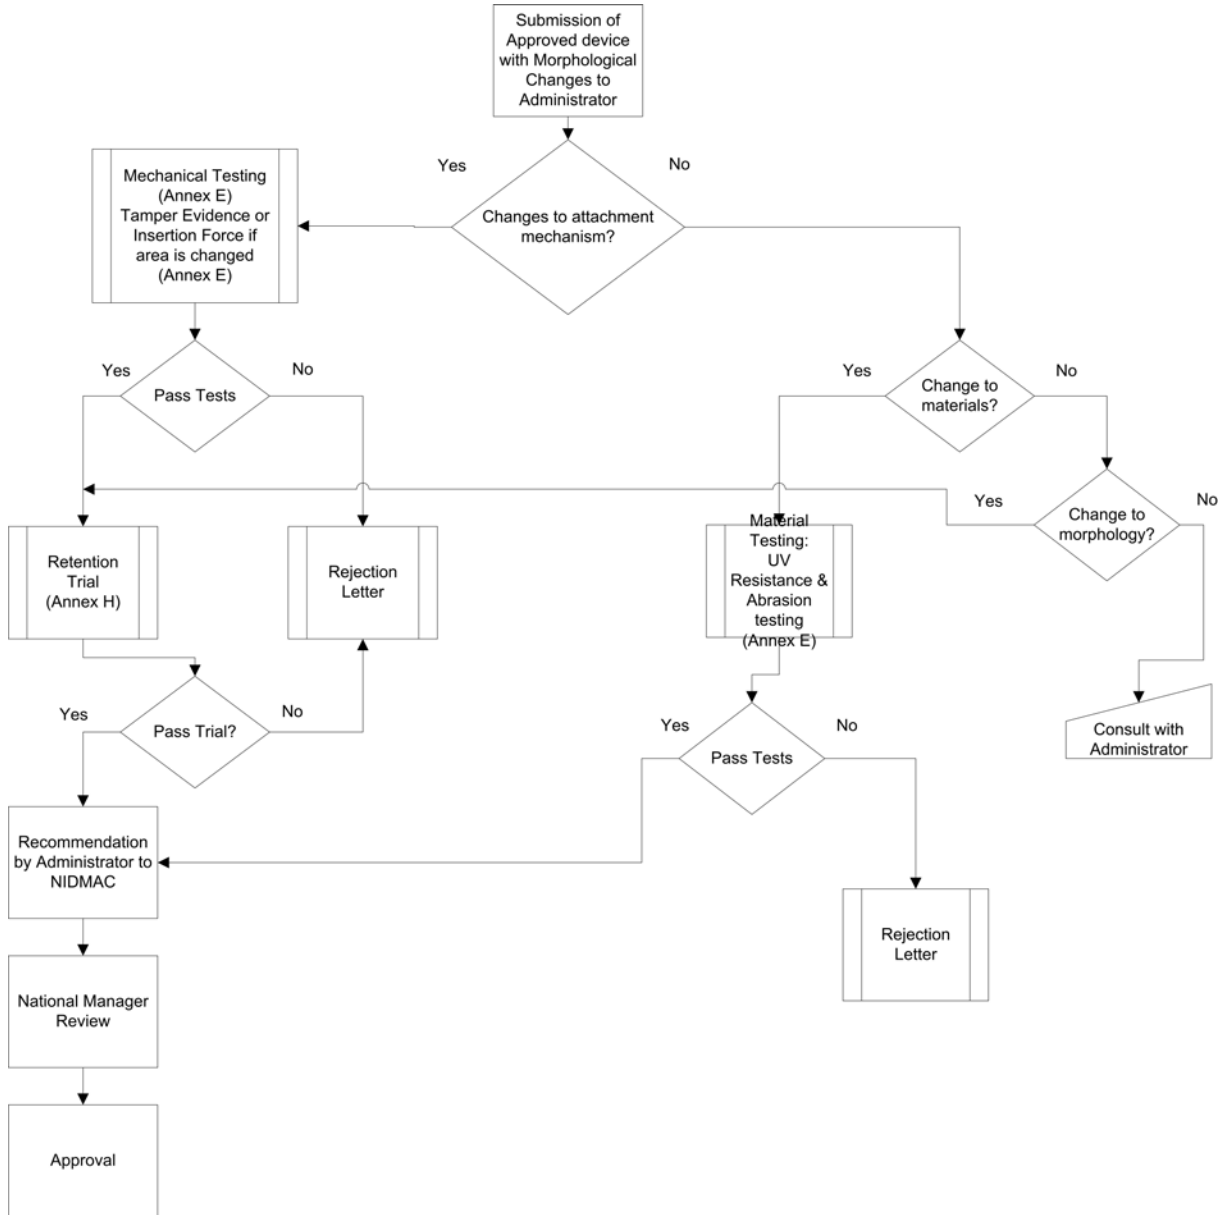 Submission of
Approved device
with Morphological
Changes to
Administrator
Yes
No
Changes to attachment
mechanism?
Mechanical Testing
(Annex E)
Tamper Evidence or
Insertion Force if
area is changed
(Annex E)
Yes
No
Pass Tests
Yes
No
Change to
materials?
Yes
No
Change to
morphology?
Retention
Trial
(Annex H)
Rejection
Letter
Material
Testing:
UV
Resistance &
Abrasion
testing
(Annex E)
Yes
No
Pass Trial?
Yes
No
Pass Tests
Consult with
Administrator
Recommendation
by Administrator to
NIDMAC
Rejection
Letter
National Manager
Review
Approval